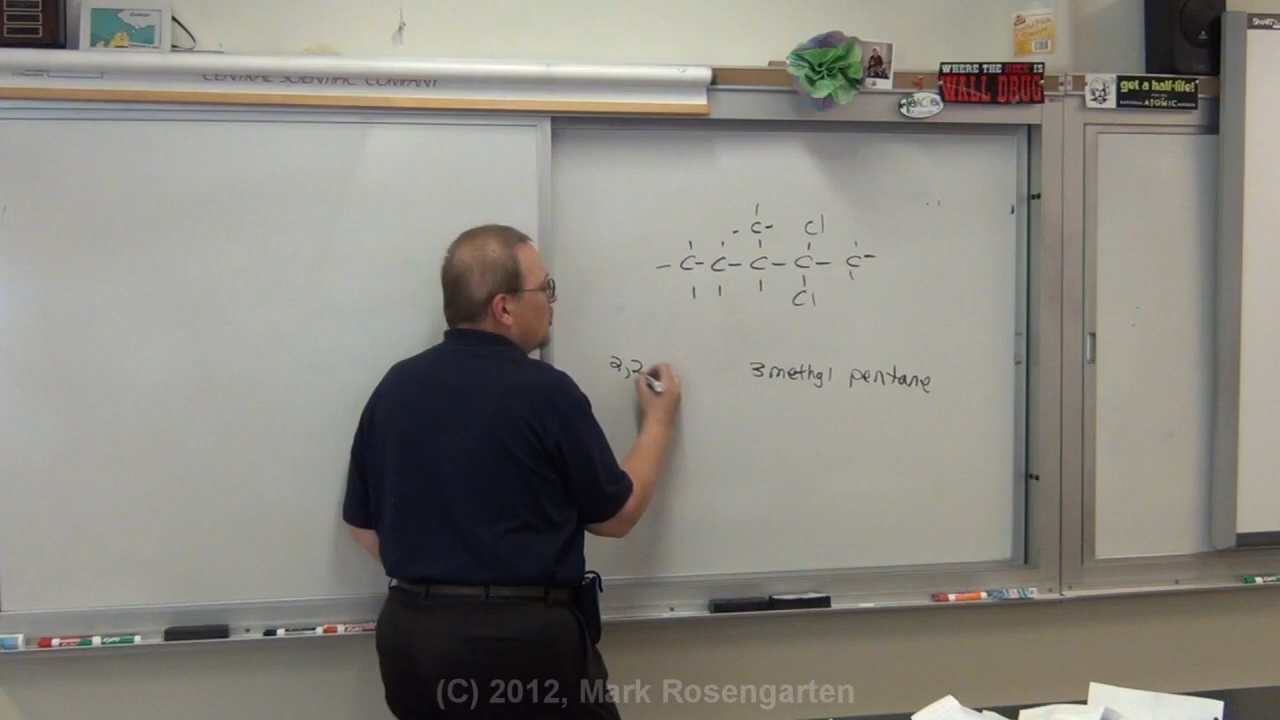 CENTRAL SCIENTIFIC COMPANY
WHERE THE HECK IS
WALL DRUG
get a half-life!
ATOMIC
- C - Cl
- C - C - C - C - C -
Cl
2,2 3 methyl pentane
(C) 2012, Mark Rosengarten